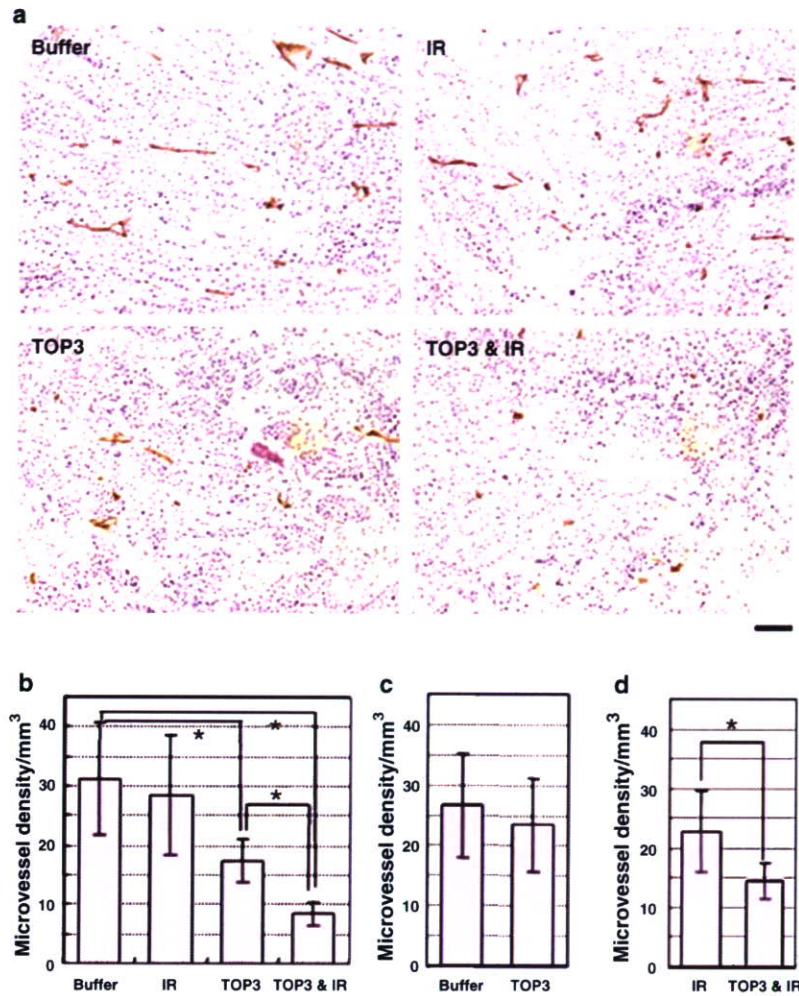 a
Buffer
IR
TOP3
TOP3 & IR
b
Microvessel density/mm³
40
30
20
10
0
*
*
*
Buffer IR TOP3 TOP3 & IR
c
Microvessel density/mm³
40
30
20
10
0
Buffer TOP3
d
Microvessel density/mm³
40
30
20
10
0
*
IR TOP3 & IR